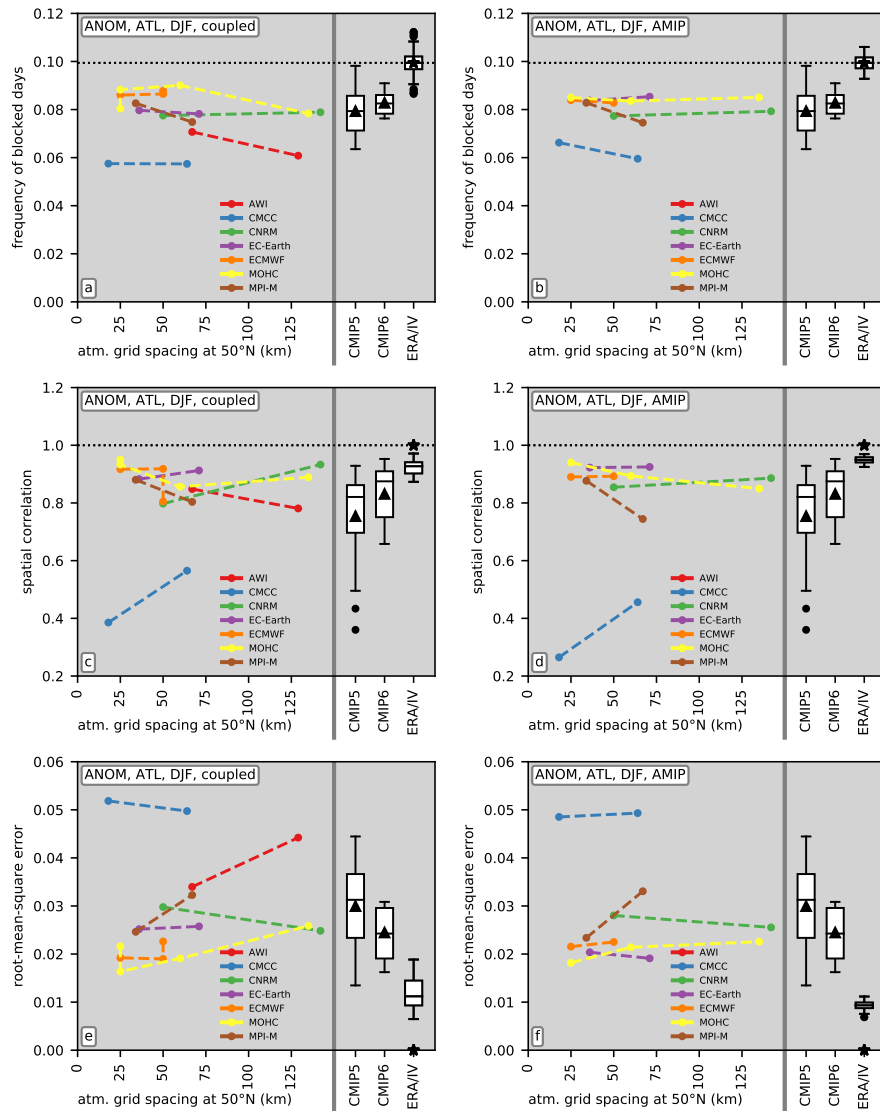 ANOM, ATL, DJF, coupled
frequency of blocked days
0.12
0.10
0.08
0.06
0.04
0.02
0.00
AWI
CMCC
CNRM
EC-Earth
ECMWF
MOHC
MPI-M
a
0
25
50
75
100
125
CMIP5
CMIP6
ERA/IV
atm. grid spacing at 50°N (km)
ANOM, ATL, DJF, AMIP
frequency of blocked days
0.12
0.10
0.08
0.06
0.04
0.02
0.00
AWI
CMCC
CNRM
EC-Earth
ECMWF
MOHC
MPI-M
b
0
25
50
75
100
125
CMIP5
CMIP6
ERA/IV
atm. grid spacing at 50°N (km)
ANOM, ATL, DJF, coupled
spatial correlation
1.2
1.0
0.8
0.6
0.4
0.2
AWI
CMCC
CNRM
EC-Earth
ECMWF
MOHC
MPI-M
c
0
25
50
75
100
125
CMIP5
CMIP6
ERA/IV
atm. grid spacing at 50°N (km)
ANOM, ATL, DJF, AMIP
spatial correlation
1.2
1.0
0.8
0.6
0.4
0.2
AWI
CMCC
CNRM
EC-Earth
ECMWF
MOHC
MPI-M
d
0
25
50
75
100
125
CMIP5
CMIP6
ERA/IV
atm. grid spacing at 50°N (km)
ANOM, ATL, DJF, coupled
root-mean-square error
0.06
0.05
0.04
0.03
0.02
0.01
0.00
AWI
CMCC
CNRM
EC-Earth
ECMWF
MOHC
MPI-M
e
0
25
50
75
100
125
CMIP5
CMIP6
ERA/IV
atm. grid spacing at 50°N (km)
ANOM, ATL, DJF, AMIP
root-mean-square error
0.06
0.05
0.04
0.03
0.02
0.01
0.00
AWI
CMCC
CNRM
EC-Earth
ECMWF
MOHC
MPI-M
f
0
25
50
75
100
125
CMIP5
CMIP6
ERA/IV
atm. grid spacing at 50°N (km)